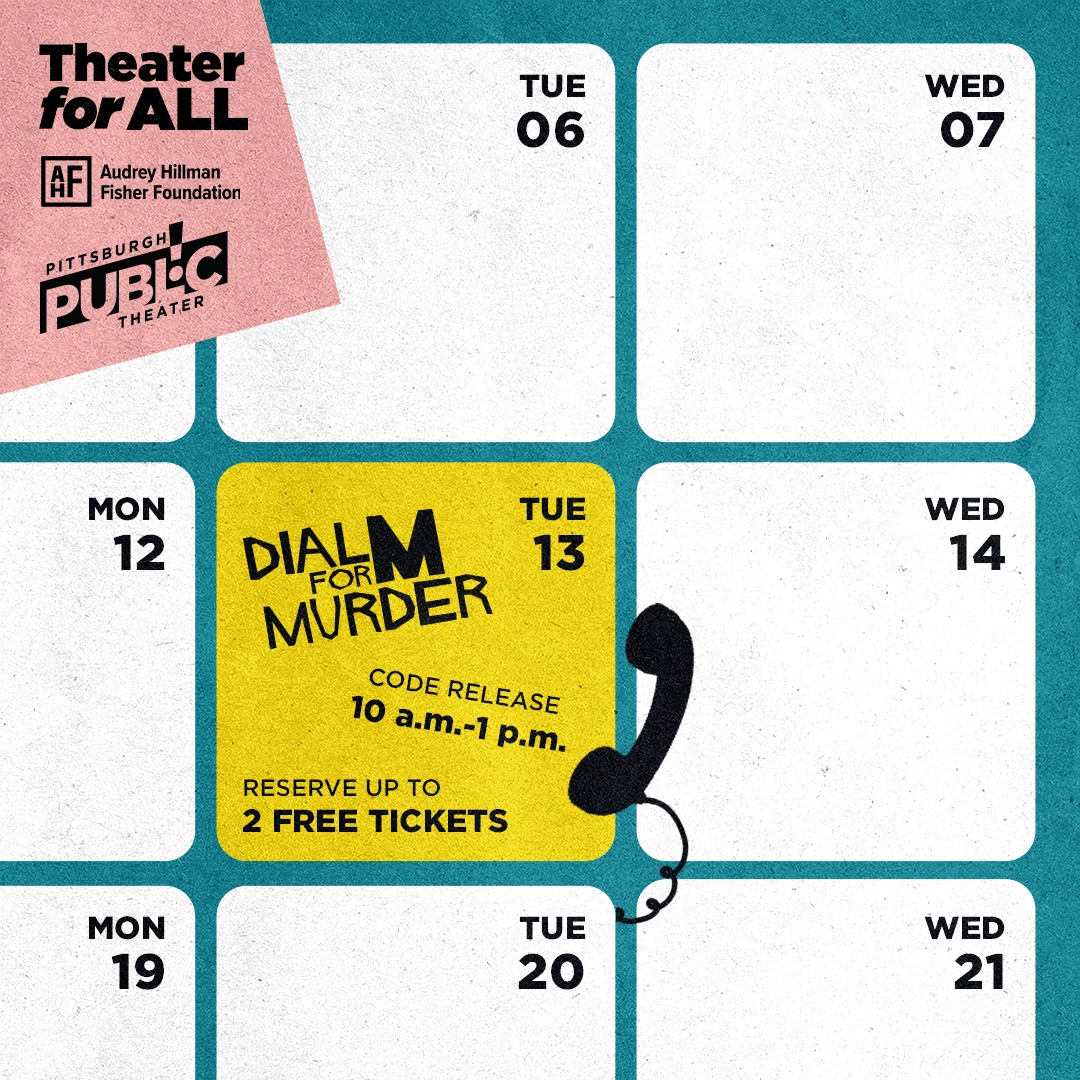 Theater
for ALL
AFHF
Audrey Hillman
Fisher Foundation
PITTSBURGH
PUBLIC
THEATER
TUE
06
WED
07
MON
12
DIAL M
FOR
MURDER
TUE
13
CODE RELEASE
10 a.m.-1 p.m.
RESERVE UP TO
2 FREE TICKETS
WED
14
MON
19
TUE
20
WED
21